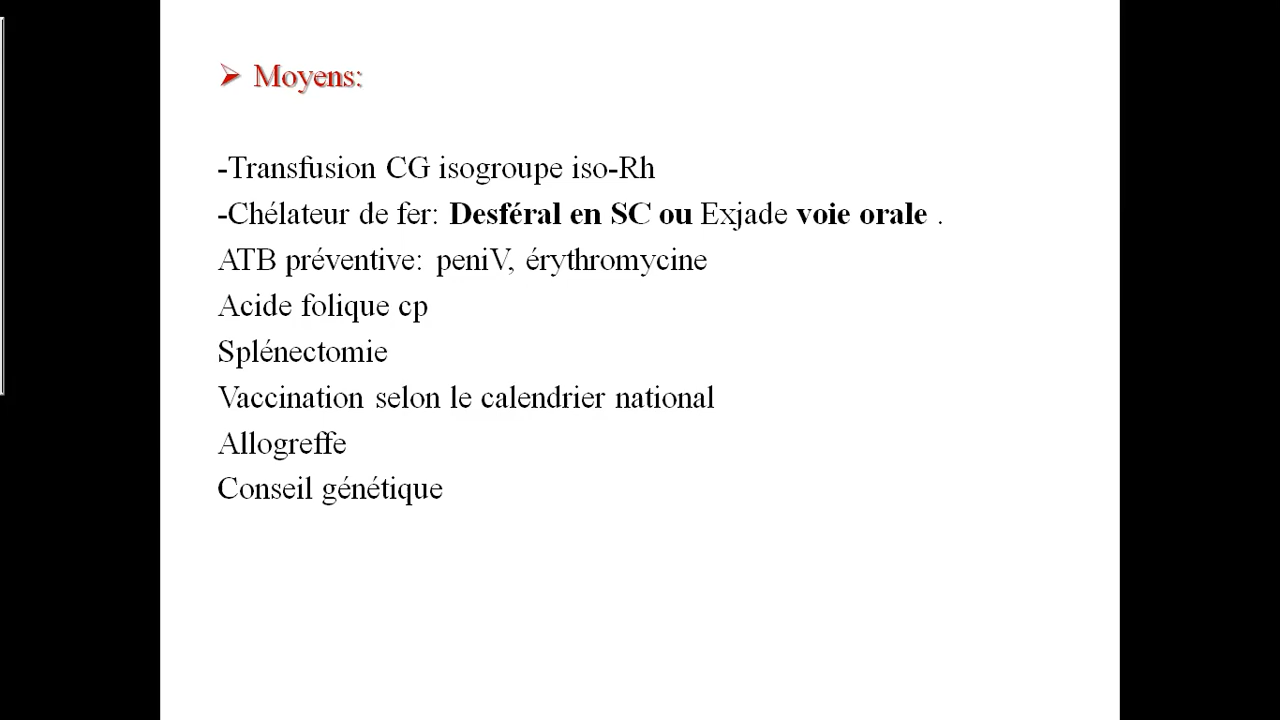 ➢ Moyens:
-Transfusion CG isogroupe iso-Rh
-Chélateur de fer: Desféral en SC ou Exjade voie orale .
ATB préventive: peniV, érythromycine
Acide folique cp
Splénectomie
Vaccination selon le calendrier national
Allogreffe
Conseil génétique